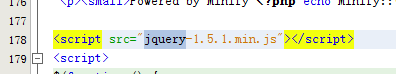 176 <p><small>Powered by Minify <?php echo Minify::
177
178 <script src="jquery-1.5.1.min.js"></script>
179 <script>